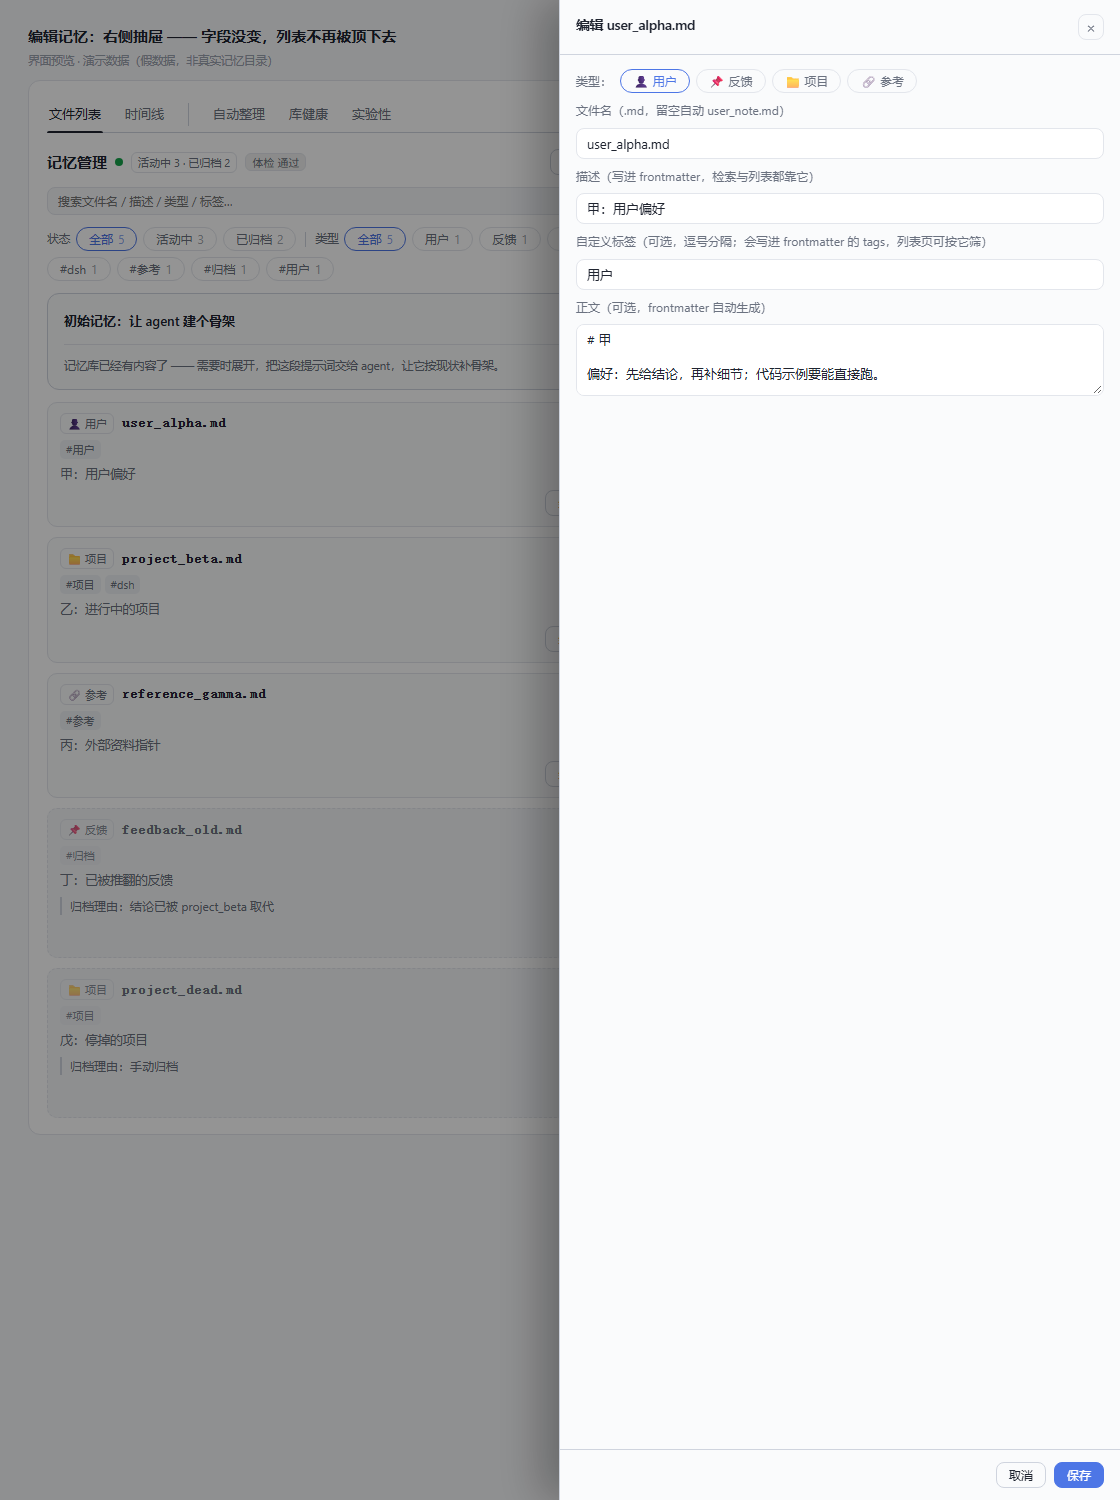 编辑记忆：右侧抽屉 —— 字段没变，列表不再被顶下去
界面预览 · 演示数据（假数据，非真实记忆目录）
文件列表 时间线 自动整理 库健康 实验性
记忆管理 活动中 3 · 已归档 2 体检 通过
搜索文件名 / 描述 / 类型 / 标签...
状态 全部 5 活动中 3 已归档 2 类型 全部 5 用户 1 反馈 1
#dsh 1 #参考 1 #归档 1 #用户 1
初始记忆：让 agent 建个骨架
记忆库已经有内容了 —— 需要时展开，把这段提示词交给 agent，让它按现状补骨架。
用户 user_alpha.md
#用户
甲：用户偏好
项目 project_beta.md
#项目 #dsh
乙：进行中的项目
参考 reference_gamma.md
#参考
丙：外部资料指针
反馈 feedback_old.md
#归档
丁：已被推翻的反馈
归档理由：结论已被 project_beta 取代
项目 project_dead.md
#项目
戊：停掉的项目
归档理由：手动归档
编辑 user_alpha.md ×
类型： 用户 反馈 项目 参考
文件名（.md，留空自动 user_note.md）
user_alpha.md
描述（写进 frontmatter，检索与列表都靠它）
甲：用户偏好
自定义标签（可选，逗号分隔；会写进 frontmatter 的 tags，列表页可按它筛）
用户
正文（可选，frontmatter 自动生成）
# 甲
偏好：先给结论，再补细节；代码示例要能直接跑。
取消 保存